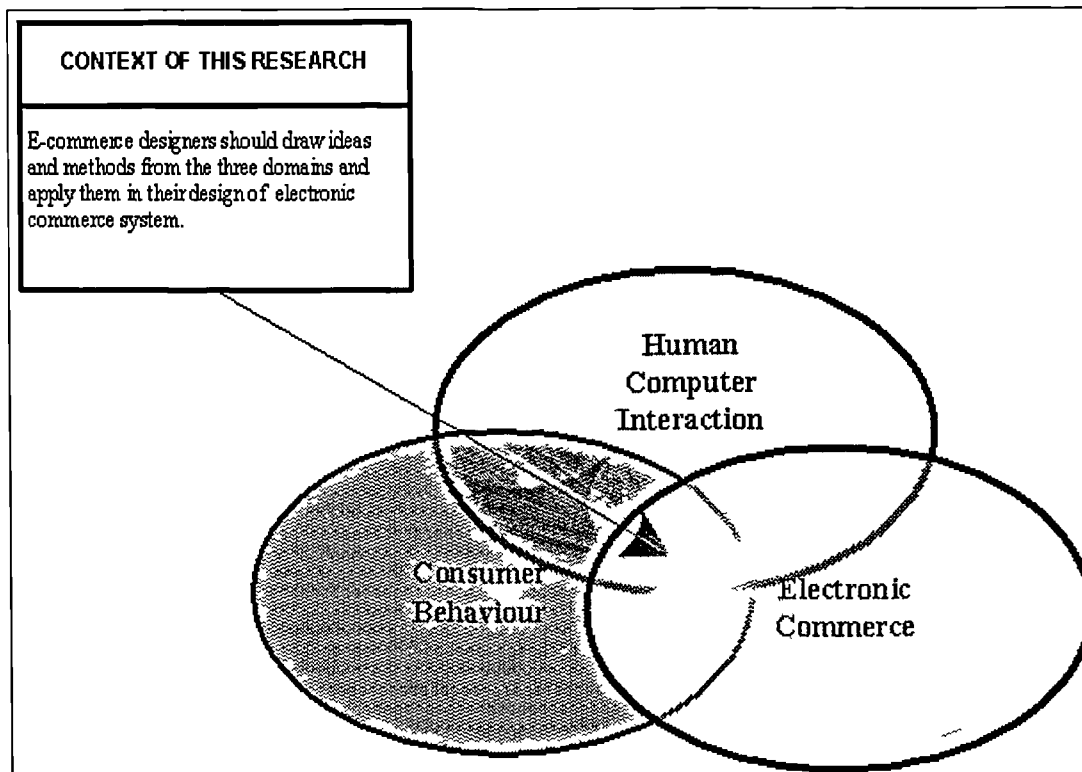 CONTEXT OF THIS RESEARCH
E-commerce designers should draw ideas
and methods from the three domains and
apply them in their design of electronic
commerce system.
Human
Computer
Interaction
Consumer
Behaviour
Electronic
Commerce